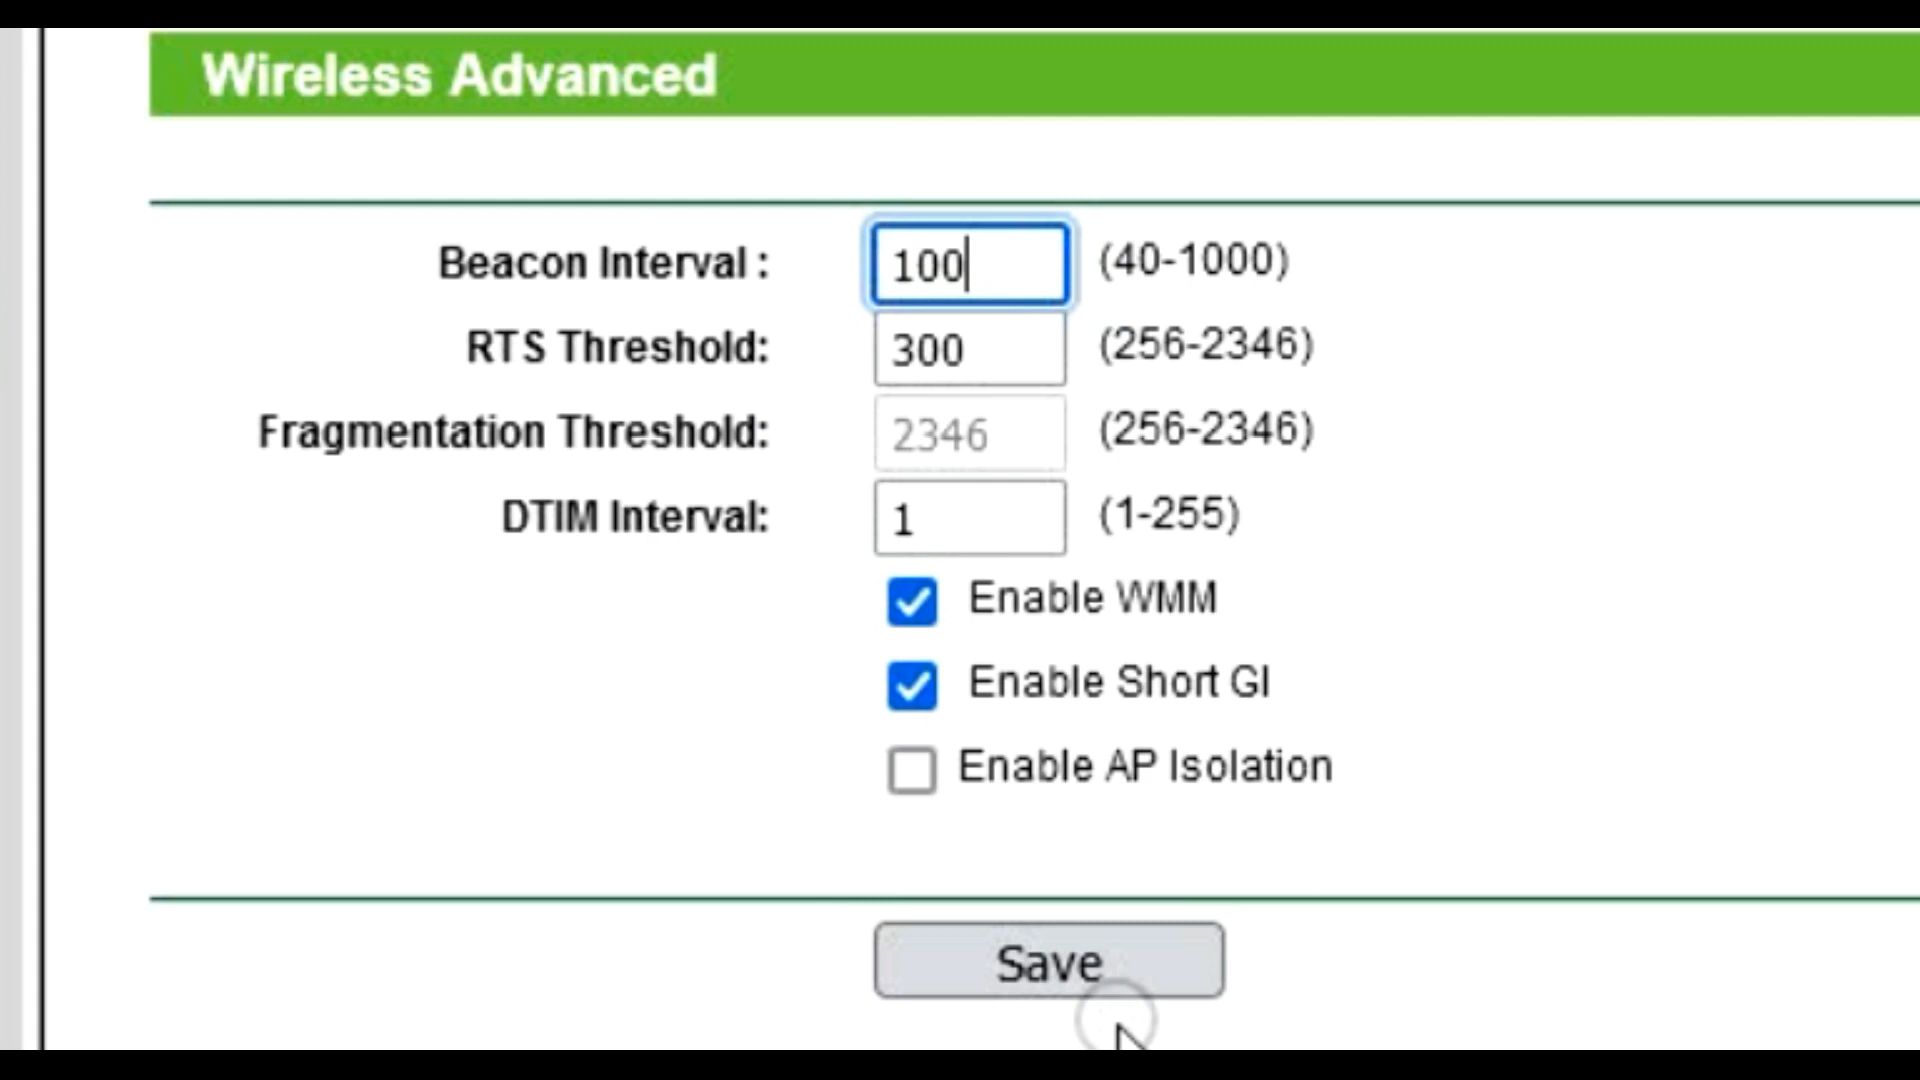 Wireless Advanced
Beacon Interval : 100 (40-1000)
RTS Threshold: 300 (256-2346)
Fragmentation Threshold: 2346 (256-2346)
DTIM Interval: 1 (1-255)
Enable WMM
Enable Short GI
Enable AP Isolation
Save